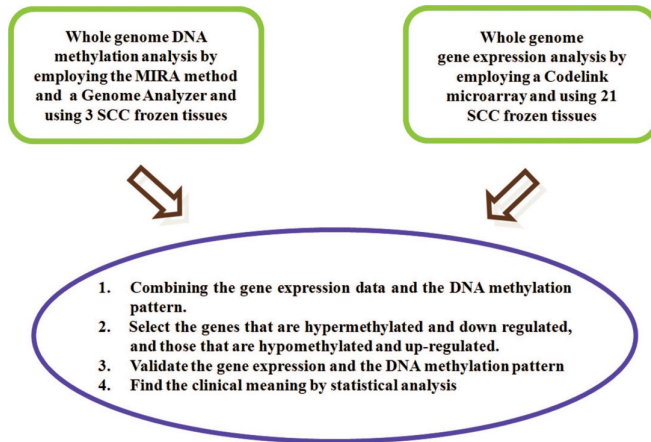 Whole genome DNA
methylation analysis by
employing the MIRA method
and a Genome Analyzer and
using 3 SCC frozen tissues
Whole genome
gene expression analysis by
employing a Codelink
microarray and using 21
SCC frozen tissues
1. Combining the gene expression data and the DNA methylation
pattern.
2. Select the genes that are hypermethylated and down regulated,
and those that are hypomethylated and up-regulated.
3. Validate the gene expression and the DNA methylation pattern
4. Find the clinical meaning by statistical analysis